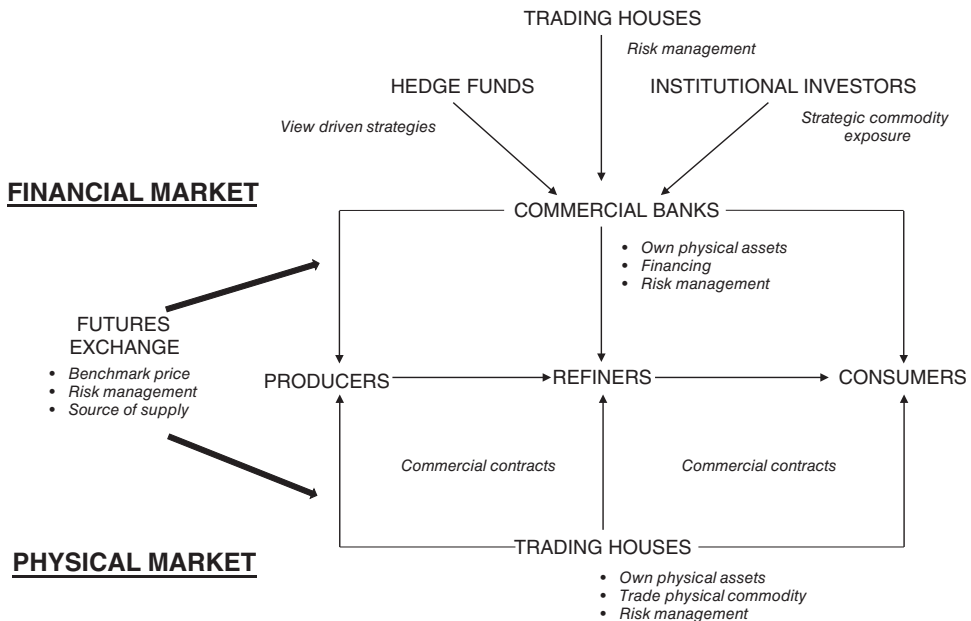 TRADING HOUSES
Risk management
HEDGE FUNDS
INSTITUTIONAL INVESTORS
View driven strategies
Strategic commodity
exposure
FINANCIAL MARKET
COMMERCIAL BANKS
• Own physical assets
• Financing
• Risk management
FUTURES
EXCHANGE
• Benchmark price
• Risk management
• Source of supply
PRODUCERS
REFINERS
CONSUMERS
Commercial contracts
Commercial contracts
PHYSICAL MARKET
TRADING HOUSES
• Own physical assets
• Trade physical commodity
• Risk management